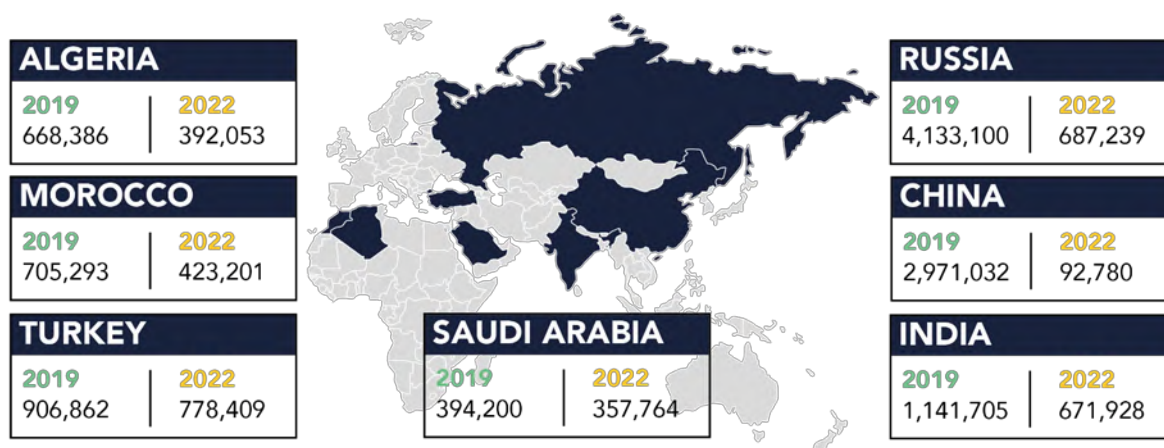 ALGERIA
2019 2022
668,386 392,053
MOROCCO
2019 2022
705,293 423,201
TURKEY
2019 2022
906,862 778,409
SAUDI ARABIA
2019 2022
394,200 357,764
RUSSIA
2019 2022
4,133,100 687,239
CHINA
2019 2022
2,971,032 92,780
INDIA
2019 2022
1,141,705 671,928